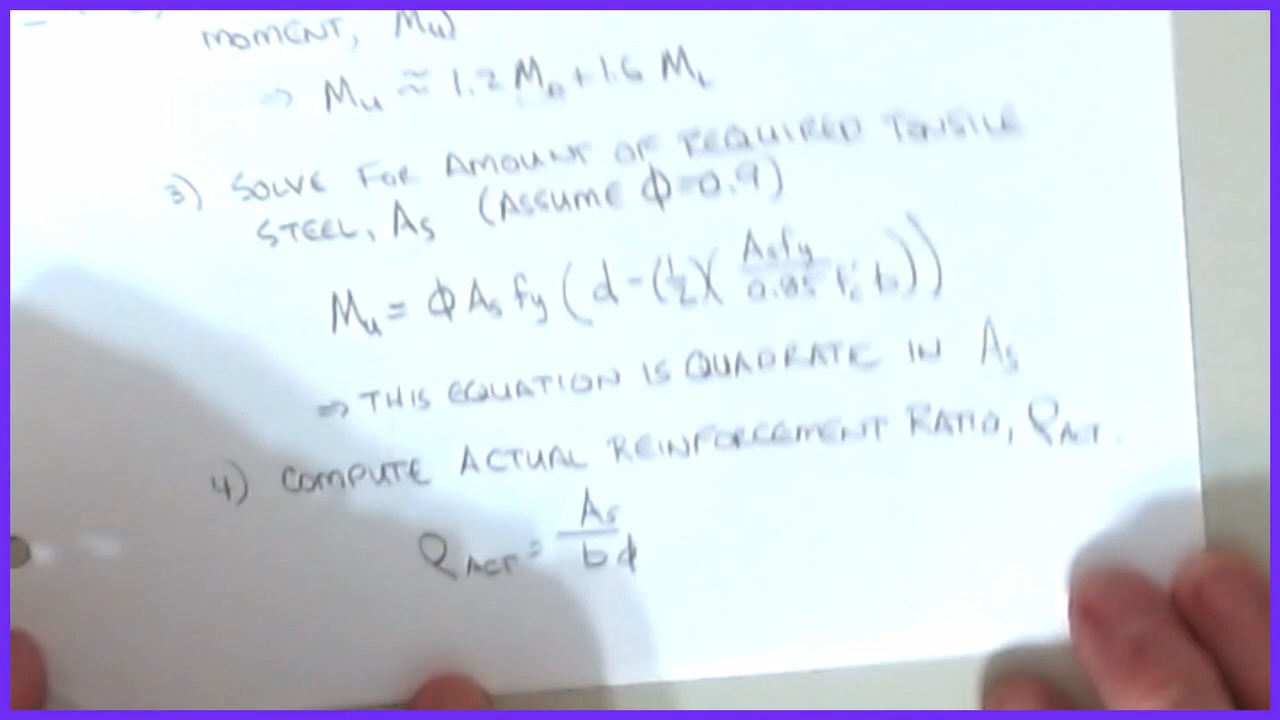 MOMENT, Mu)
⇒ Mu ≈ 1.2 MD + 1.6 ML
3) SOLVE FOR AMOUNT OF REQUIRED TENSILE
STEEL, As (ASSUME ϕ=0.9)
Mu = ϕ As fy (d - (1/2)(As fy / 0.85 f'c b))
⇒ THIS EQUATION IS QUADRATIC IN As
4) COMPUTE ACTUAL REINFORCEMENT RATIO, ρACT.
ρACT = As / bd